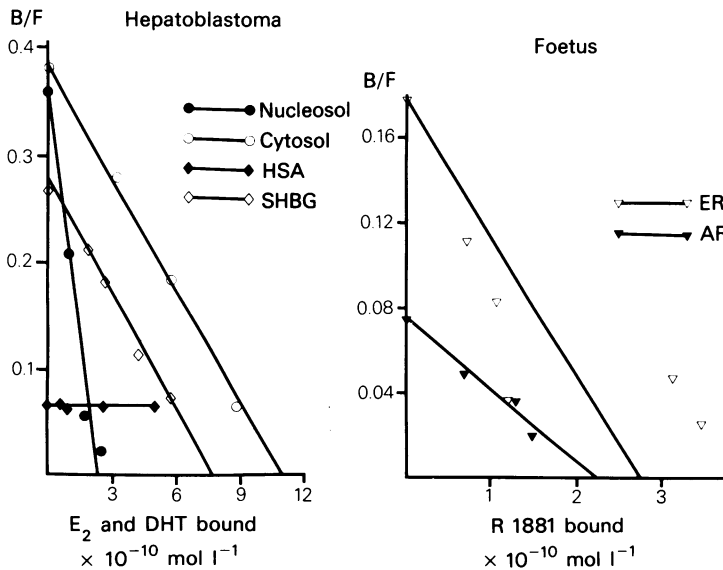 Hepatoblastoma
B/F
0.4
0.3
0.2
0.1
Nucleosol
Cytosol
HSA
SHBG
3 6 9 12
E₂ and DHT bound
× 10⁻¹⁰ mol l⁻¹
Foetus
B/F
0.16
0.12
0.08
0.04
ER
1 2 3
R 1881 bound
× 10⁻¹⁰ mol l⁻¹